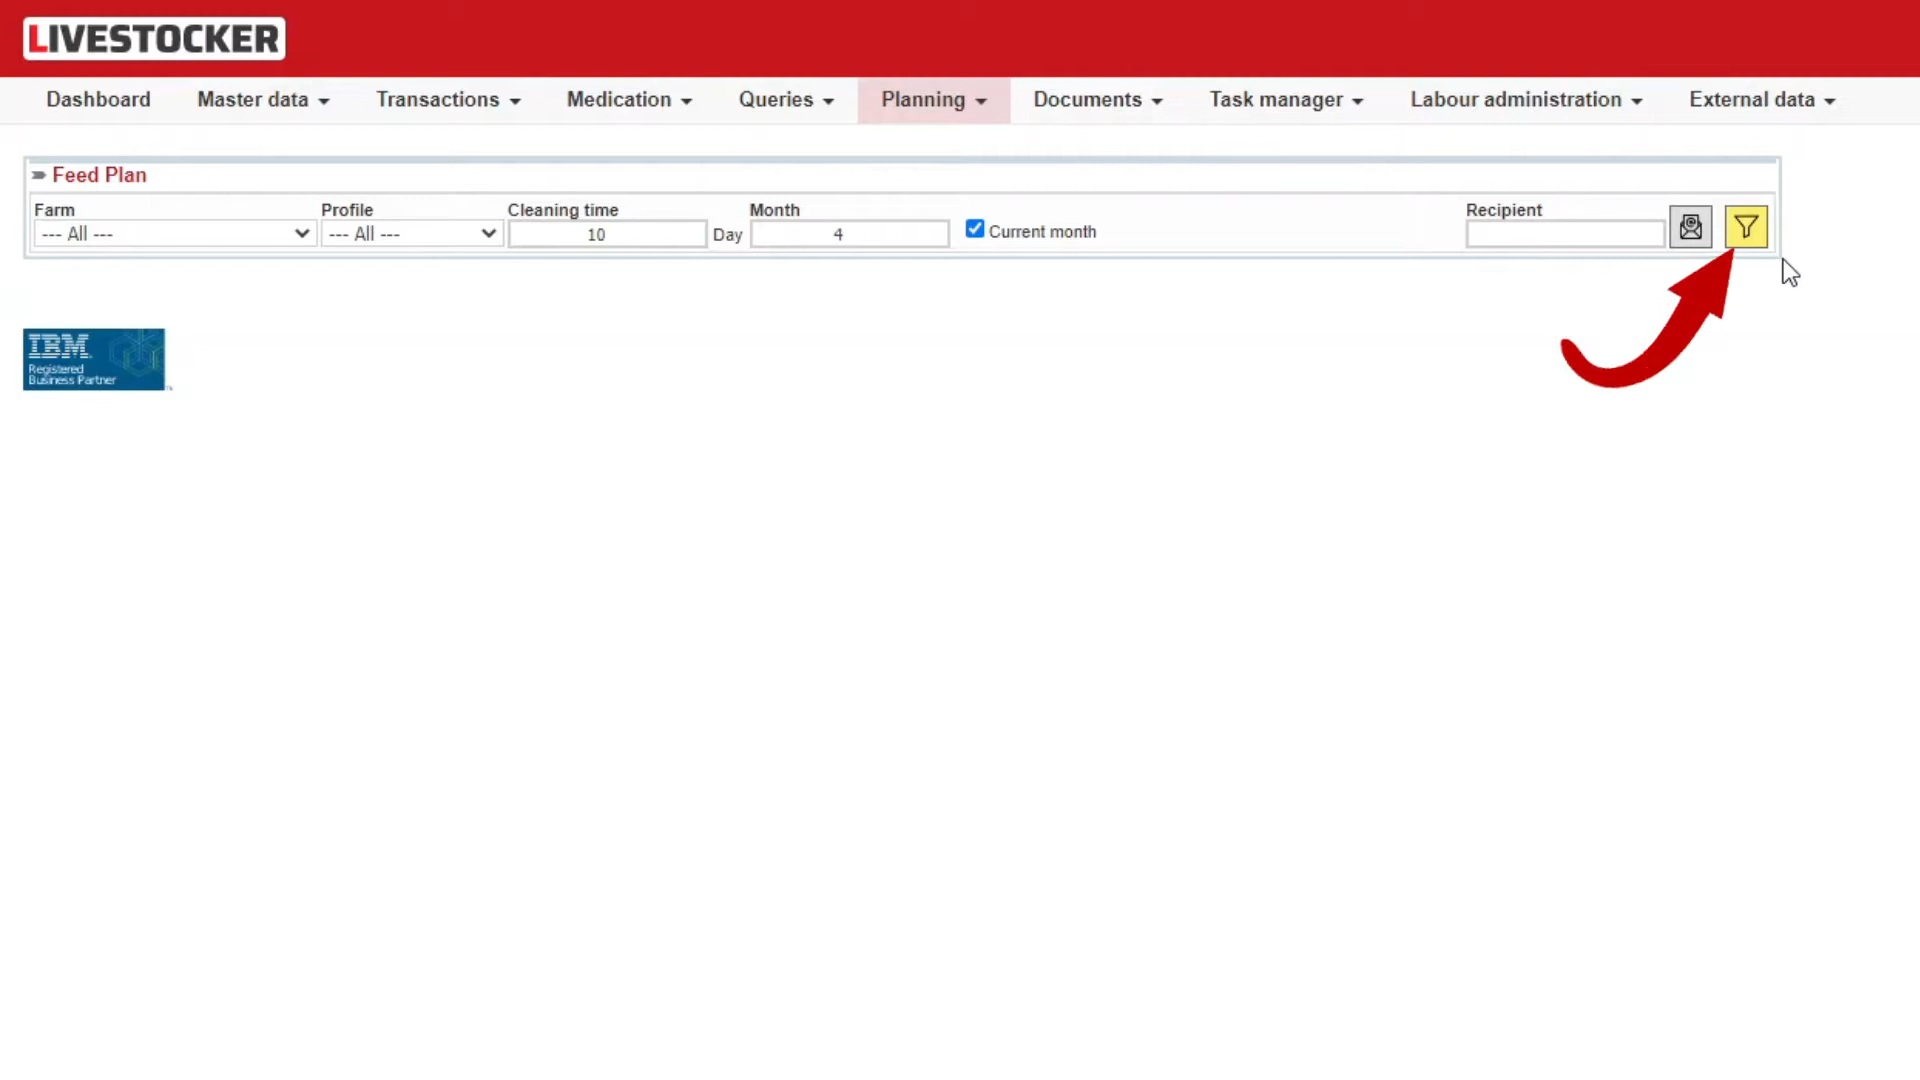 LIVESTOCKER
Dashboard Master data Transactions Medication Queries Planning Documents Task manager Labour administration External data
Feed Plan
Farm Profile Cleaning time Month Recipient
--- All --- --- All --- 10 Day 4 Current month
IBM.
Registered
Business Partner